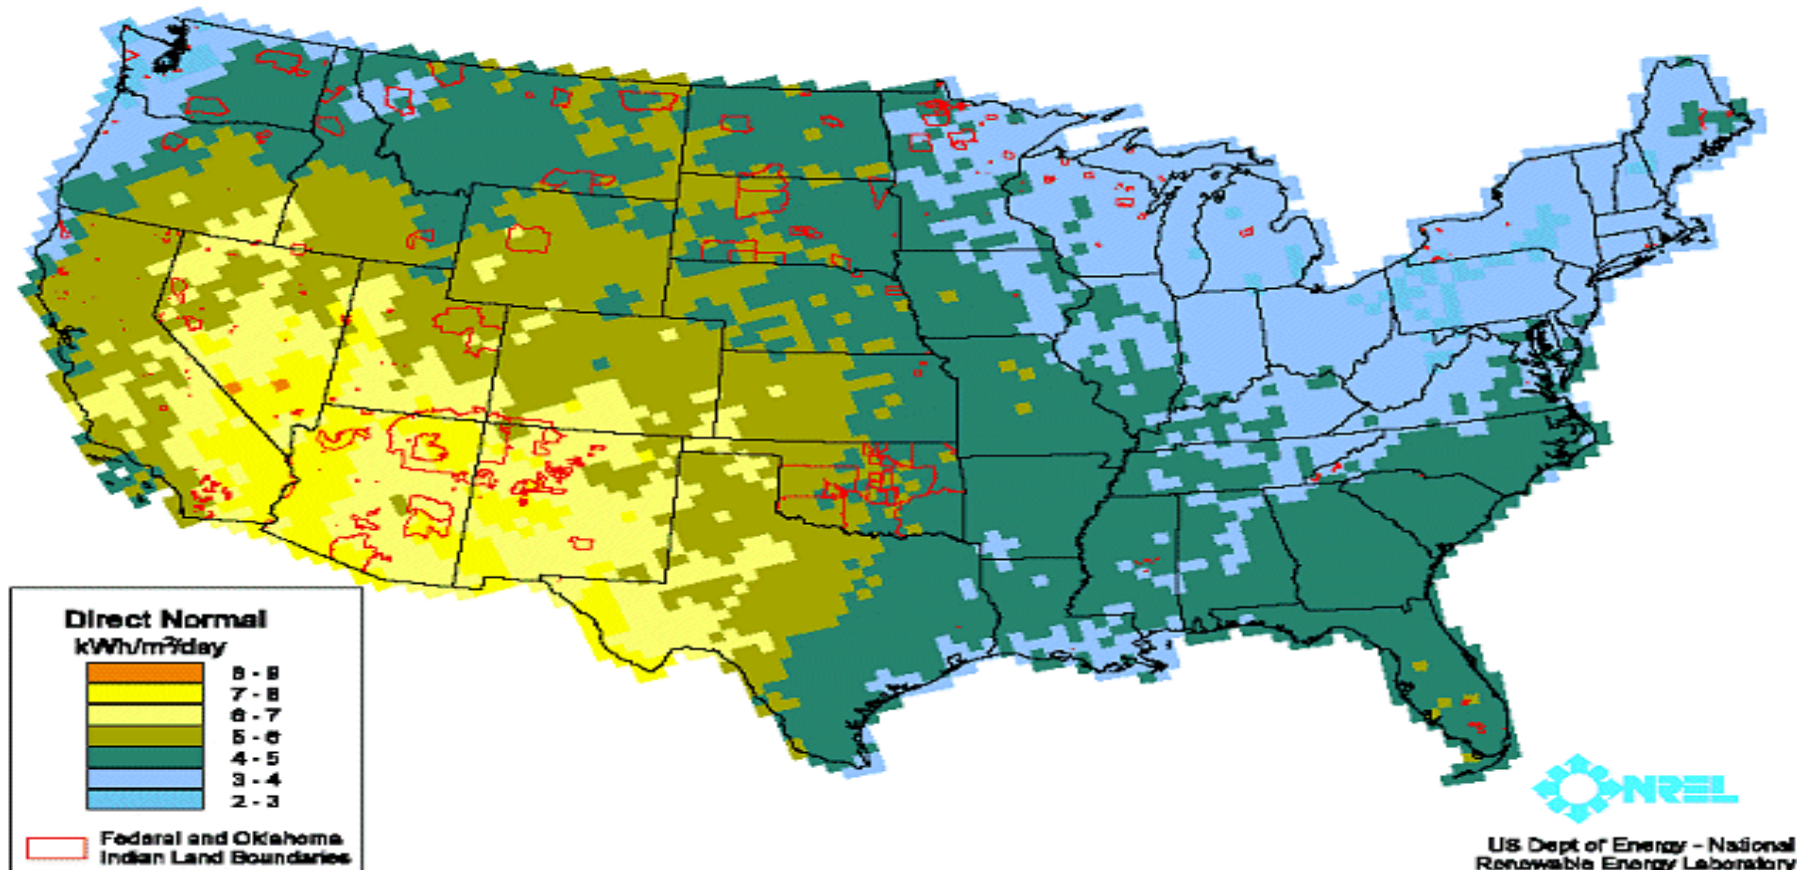 Direct Normal
kWh/m²/day
8 - 9
7 - 8
6 - 7
5 - 6
4 - 5
3 - 4
2 - 3
Federal and Oklahoma
Indian Land Boundaries
NREL
US Dept of Energy - National
Renewable Energy Laboratory